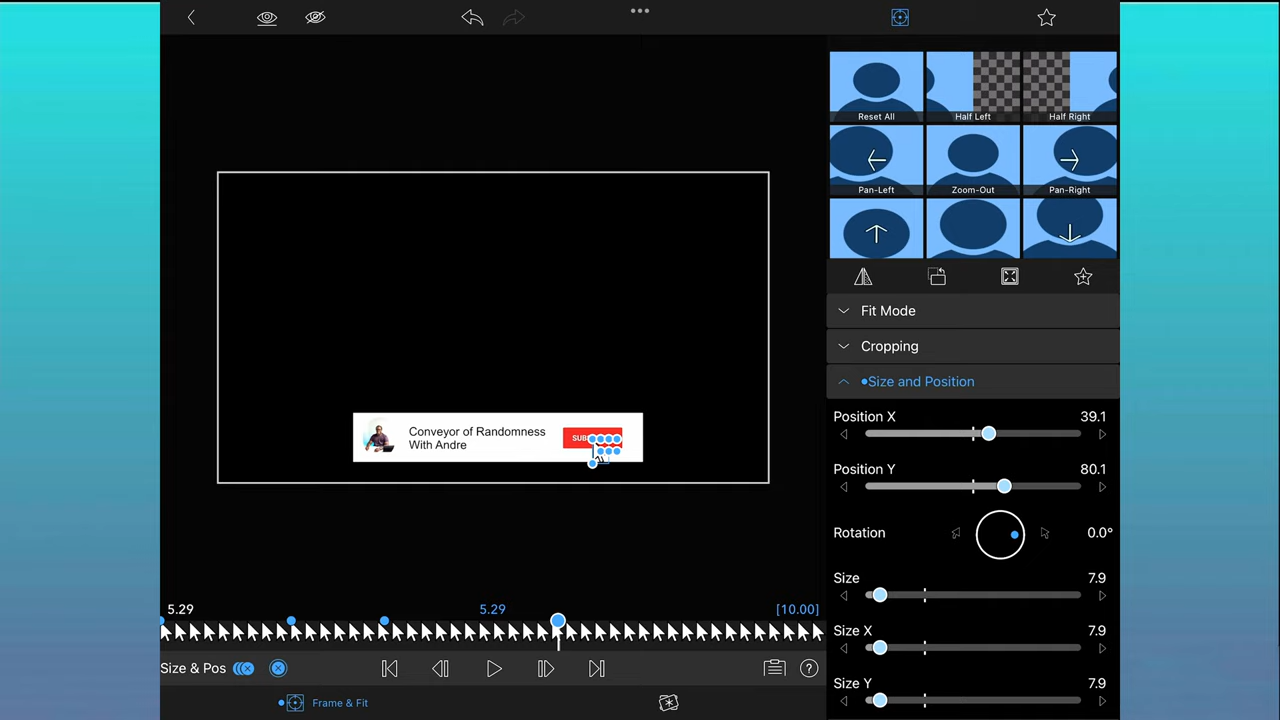 Reset All
Half Left
Half Right
Pan-Left
Zoom-Out
Pan-Right
Fit Mode
Cropping
Size and Position
Position X
39.1
Position Y
80.1
Rotation
0.0°
Size
7.9
Size X
7.9
Size Y
7.9
Conveyor of Randomness
With Andre
5.29
5.29
[10.00]
Size & Pos
Frame & Fit